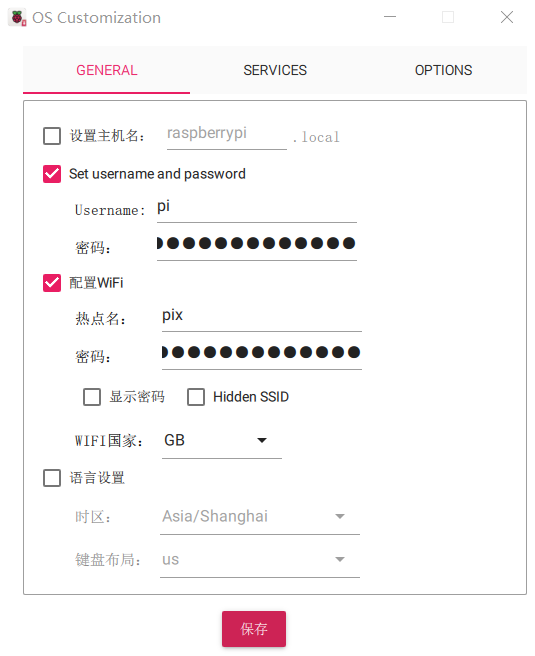 OS Customization
GENERAL SERVICES OPTIONS
设置主机名： raspberrypi .local
Set username and password
Username: pi
密码： ●●●●●●●●●●●●●
配置WiFi
热点名： pix
密码： ●●●●●●●●●●●●●
显示密码 Hidden SSID
WIFI国家： GB
语言设置
时区： Asia/Shanghai
键盘布局： us
保存